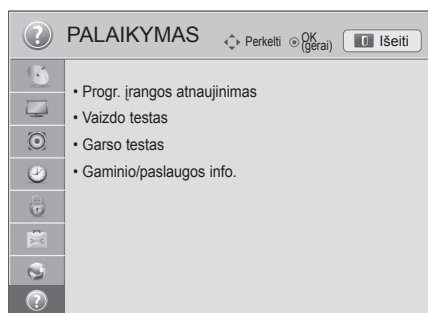 PALAIKYMAS
Perkelti
OK
(gerai)
Išeiti
• Progr. įrangos atnaujinimas
• Vaizdo testas
• Garso testas
• Gaminio/paslaugos info.